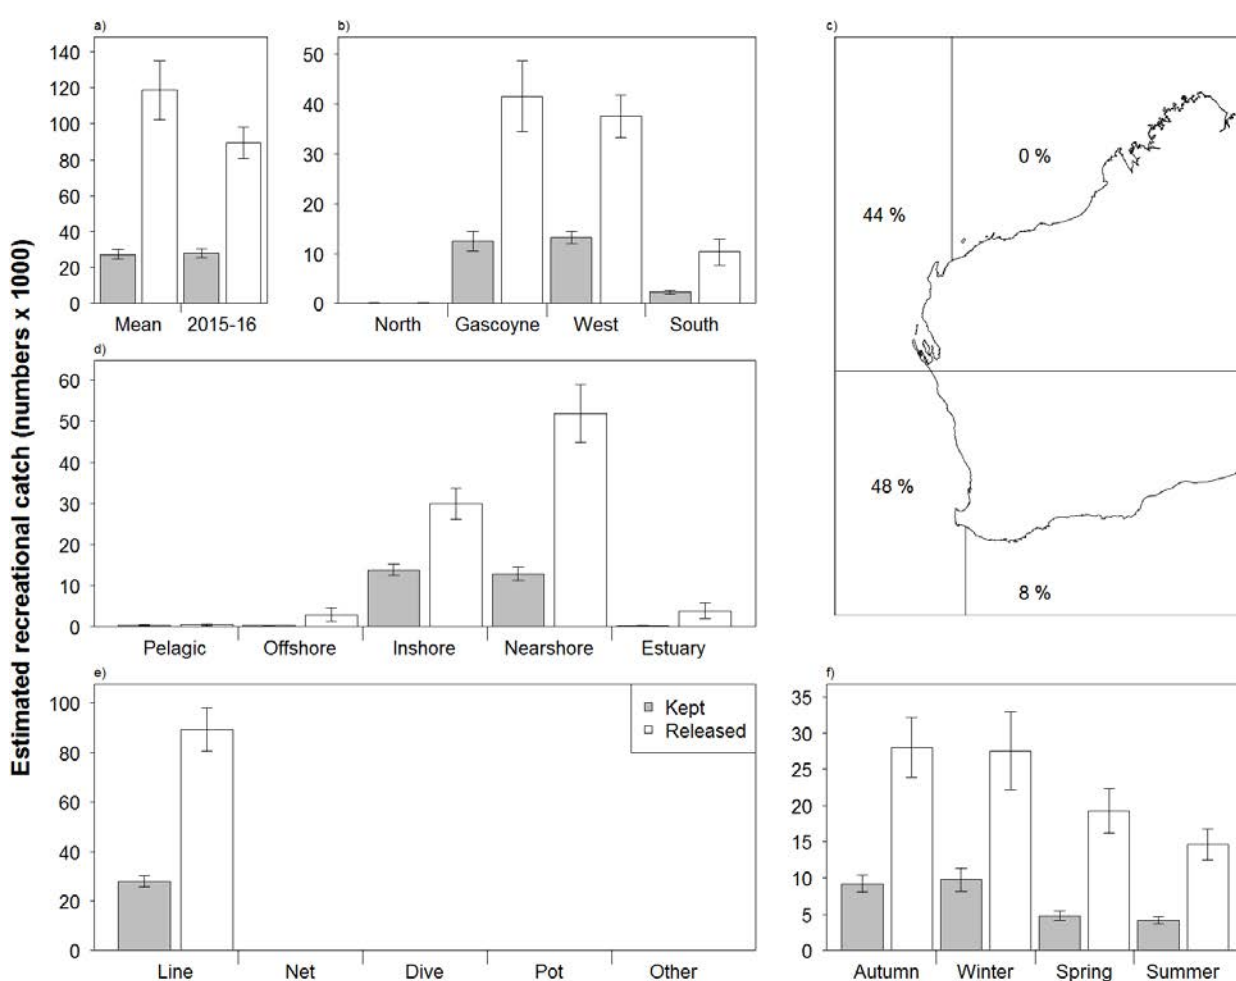 Estimated recreational catch (numbers x 1000)
a)
140
120
100
80
60
40
20
0
Mean 2015-16
b)
50
40
30
20
10
0
North Gascoyne West South
c)
0 %
44 %
48 %
8 %
d)
60
50
40
30
20
10
0
Pelagic Offshore Inshore Nearshore Estuary
e)
100
80
60
40
20
0
Kept
Released
Line Net Dive Pot Other
f)
35
30
25
20
15
10
5
0
Autumn Winter Spring Summer